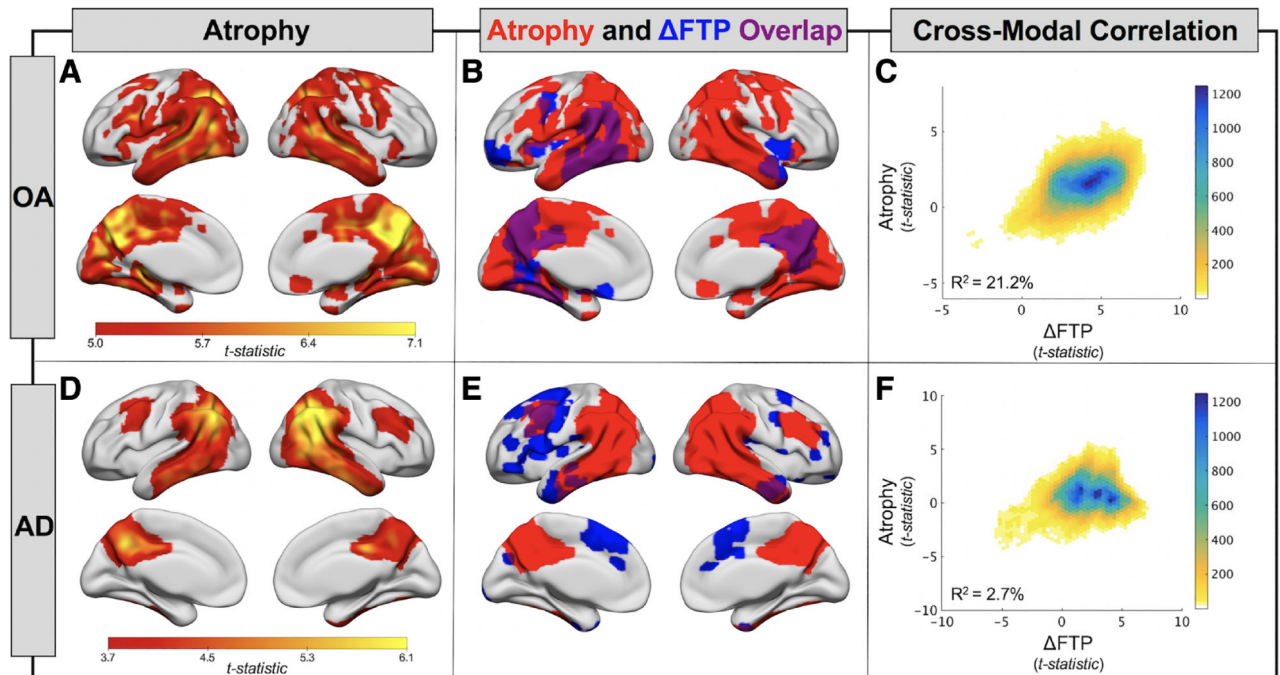 Atrophy
Atrophy and ΔFTP Overlap
Cross-Modal Correlation
OA
A
B
C
5.0 5.7 6.4 7.1
t-statistic
Atrophy
(t-statistic)
5
0
−5
R² = 21.2%
−5 0 5 10
ΔFTP
(t-statistic)
1200
1000
800
600
400
200
AD
D
E
F
3.7 4.5 5.3 6.1
t-statistic
Atrophy
(t-statistic)
10
5
0
−5
−10
R² = 2.7%
−10 −5 0 5 10
ΔFTP
(t-statistic)
1200
1000
800
600
400
200